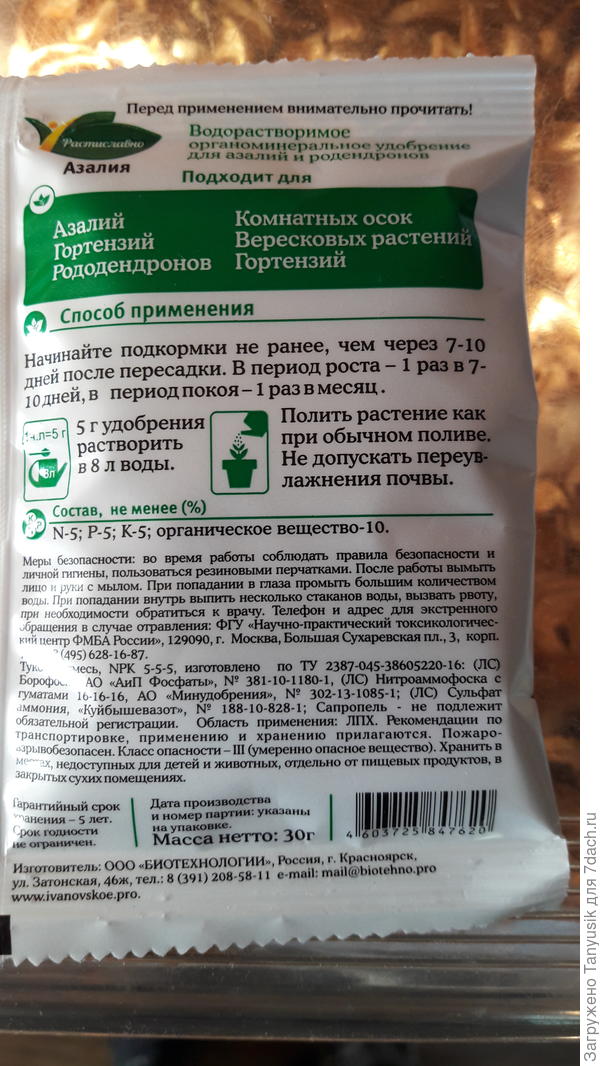 Перед применением внимательно прочитать!
Растиславно
Азалия
Водорастворимое
органоминеральное удобрение
для азалий и родендронов
Подходит для
Азалий
Гортензий
Рододендронов
Комнатных осок
Вересковых растений
Гортензий
Способ применения
Начинайте подкормки не ранее, чем через 7-10
дней после пересадки. В период роста – 1 раз в 7-
10 дней, в период покоя – 1 раз в месяц.
ч.л=5 г
8л
5 г удобрения
растворить
в 8 л воды.
Полить растение как
при обычном поливе.
Не допускать переув-
лажнения почвы.
Состав, не менее (%)
N P K
N-5; P-5; K-5; органическое вещество-10.
Меры безопасности: во время работы соблюдать правила безопасности и
личной гигиены, пользоваться резиновыми перчатками. После работы вымыть
лицо и руки с мылом. При попадании в глаза промыть большим количеством
воды. При попадании внутрь выпить несколько стаканов воды, вызвать рвоту,
при необходимости обратиться к врачу. Телефон и адрес для экстренного
обращения в случае отравления: ФГУ «Научно-практический токсикологичес-
кий центр ФМБА России», 129090, г. Москва, Большая Сухаревская пл., 3, корп.
(495) 628-16-87.
месь, NPK 5-5-5, изготовлено по ТУ 2387-045-38605220-16: (ЛС)
Борофос АО «АиП Фосфаты», № 381-10-1180-1, (ЛС) Нитроаммофоска с
гуматами 16-16-16, АО «Минудобрения», № 302-13-1085-1; (ЛС) Сульфат
аммония, «Куйбышевазот», № 188-10-828-1; Сапропель - не подлежит
обязательной регистрации. Область применения: ЛПХ. Рекомендации по
транспортировке, применению и хранению прилагаются. Пожаро-
взрывобезопасен. Класс опасности – III (умеренно опасное вещество). Хранить в
местах, недоступных для детей и животных, отдельно от пищевых продуктов, в
закрытых сухих помещениях.
Гарантийный срок
хранения – 5 лет.
Срок годности
не ограничен.
Дата производства
и номер партии: указаны
на упаковке.
Масса нетто: 30г
4 603725 847620
Изготовитель: ООО «БИОТЕХНОЛОГИИ», Россия, г. Красноярск,
ул. Затонская, 46ж, тел.: 8 (391) 208-58-11 e-mail: mail@biotehno.pro
www.ivanovskoe.pro.
Загружено Tanyusik для 7dach.ru